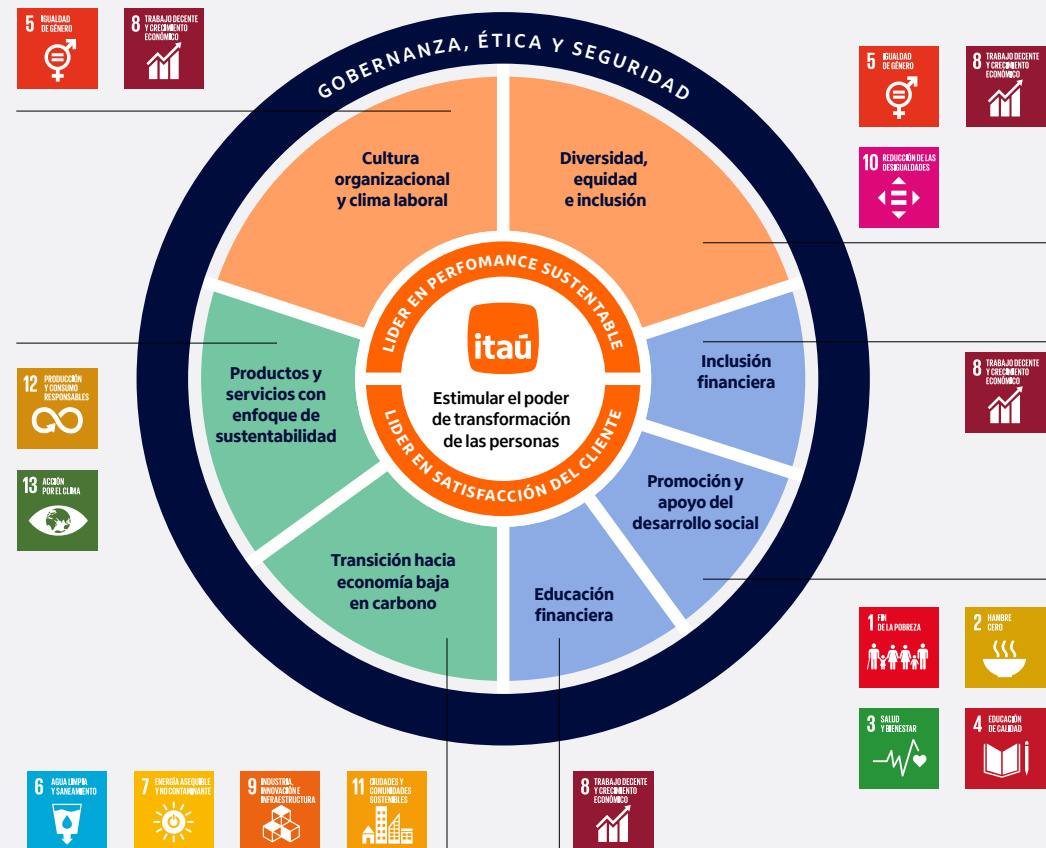 5 IGUALDAD
DE GÉNERO
8 TRABAJO DECENTE
Y CRECIMIENTO
ECONÓMICO
GOBERNANZA, ÉTICA Y SEGURIDAD
5 IGUALDAD
DE GÉNERO
8 TRABAJO DECENTE
Y CRECIMIENTO
ECONÓMICO
10 REDUCCIÓN DE LAS
DESIGUALDADES
Cultura
organizacional
y clima laboral
Diversidad,
equidad
e inclusión
LIDER EN PERFOMANCE SUSTENTABLE
itaú
Estimular el poder
de transformación
de las personas
LIDER EN SATISFACCIÓN DEL CLIENTE
Productos y
servicios con
enfoque de
sustentabilidad
Inclusión
financiera
12 PRODUCCIÓN
Y CONSUMO
RESPONSABLES
13 ACCIÓN
POR EL CLIMA
8 TRABAJO DECENTE
Y CRECIMIENTO
ECONÓMICO
Promoción y
apoyo del
desarrollo social
Transición hacia
economía baja
en carbono
Educación
financiera
1 FIN
DE LA POBREZA
2 HAMBRE
CERO
3 SALUD
Y BIENESTAR
4 EDUCACIÓN
DE CALIDAD
6 AGUA LIMPIA
Y SANEAMIENTO
7 ENERGÍA ASEQUIBLE
Y NO CONTAMINANTE
9 INDUSTRIA,
INNOVACIÓN E
INFRAESTRUCTURA
11 CIUDADES Y
COMUNIDADES
SOSTENIBLES
8 TRABAJO DECENTE
Y CRECIMIENTO
ECONÓMICO